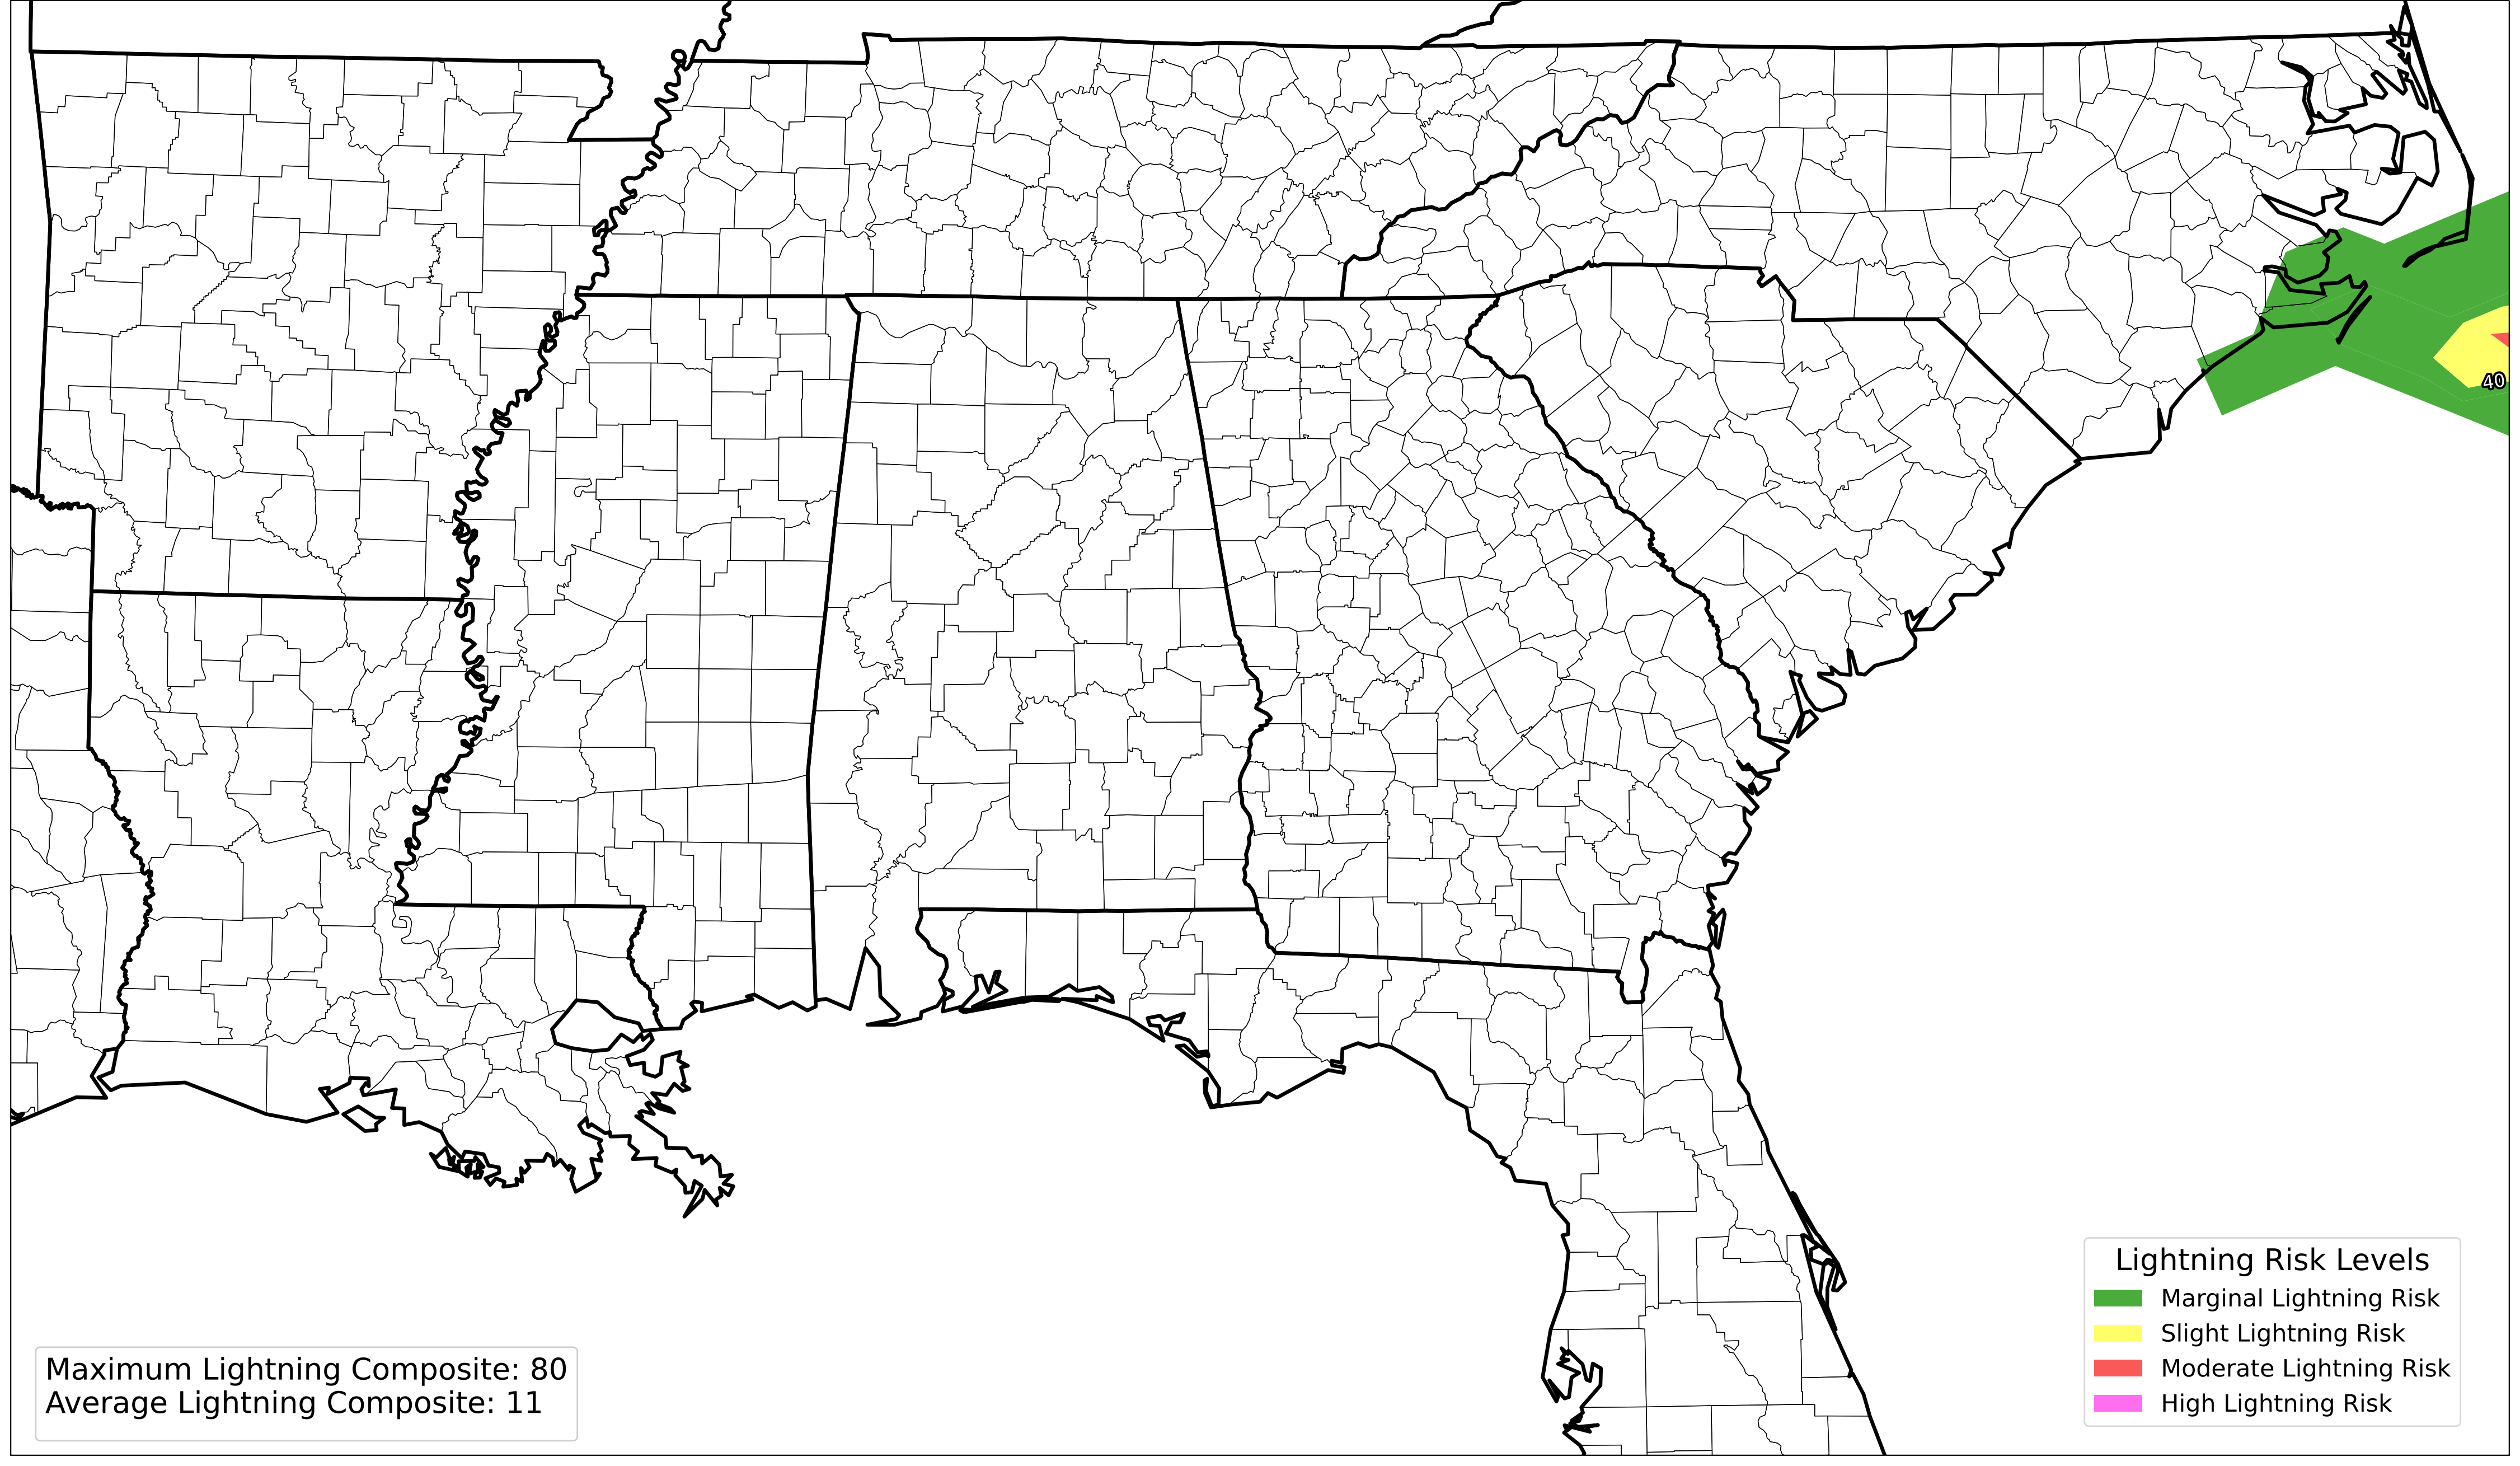 40
Lightning Risk Levels
Marginal Lightning Risk
Slight Lightning Risk
Moderate Lightning Risk
High Lightning Risk
Maximum Lightning Composite: 80
Average Lightning Composite: 11